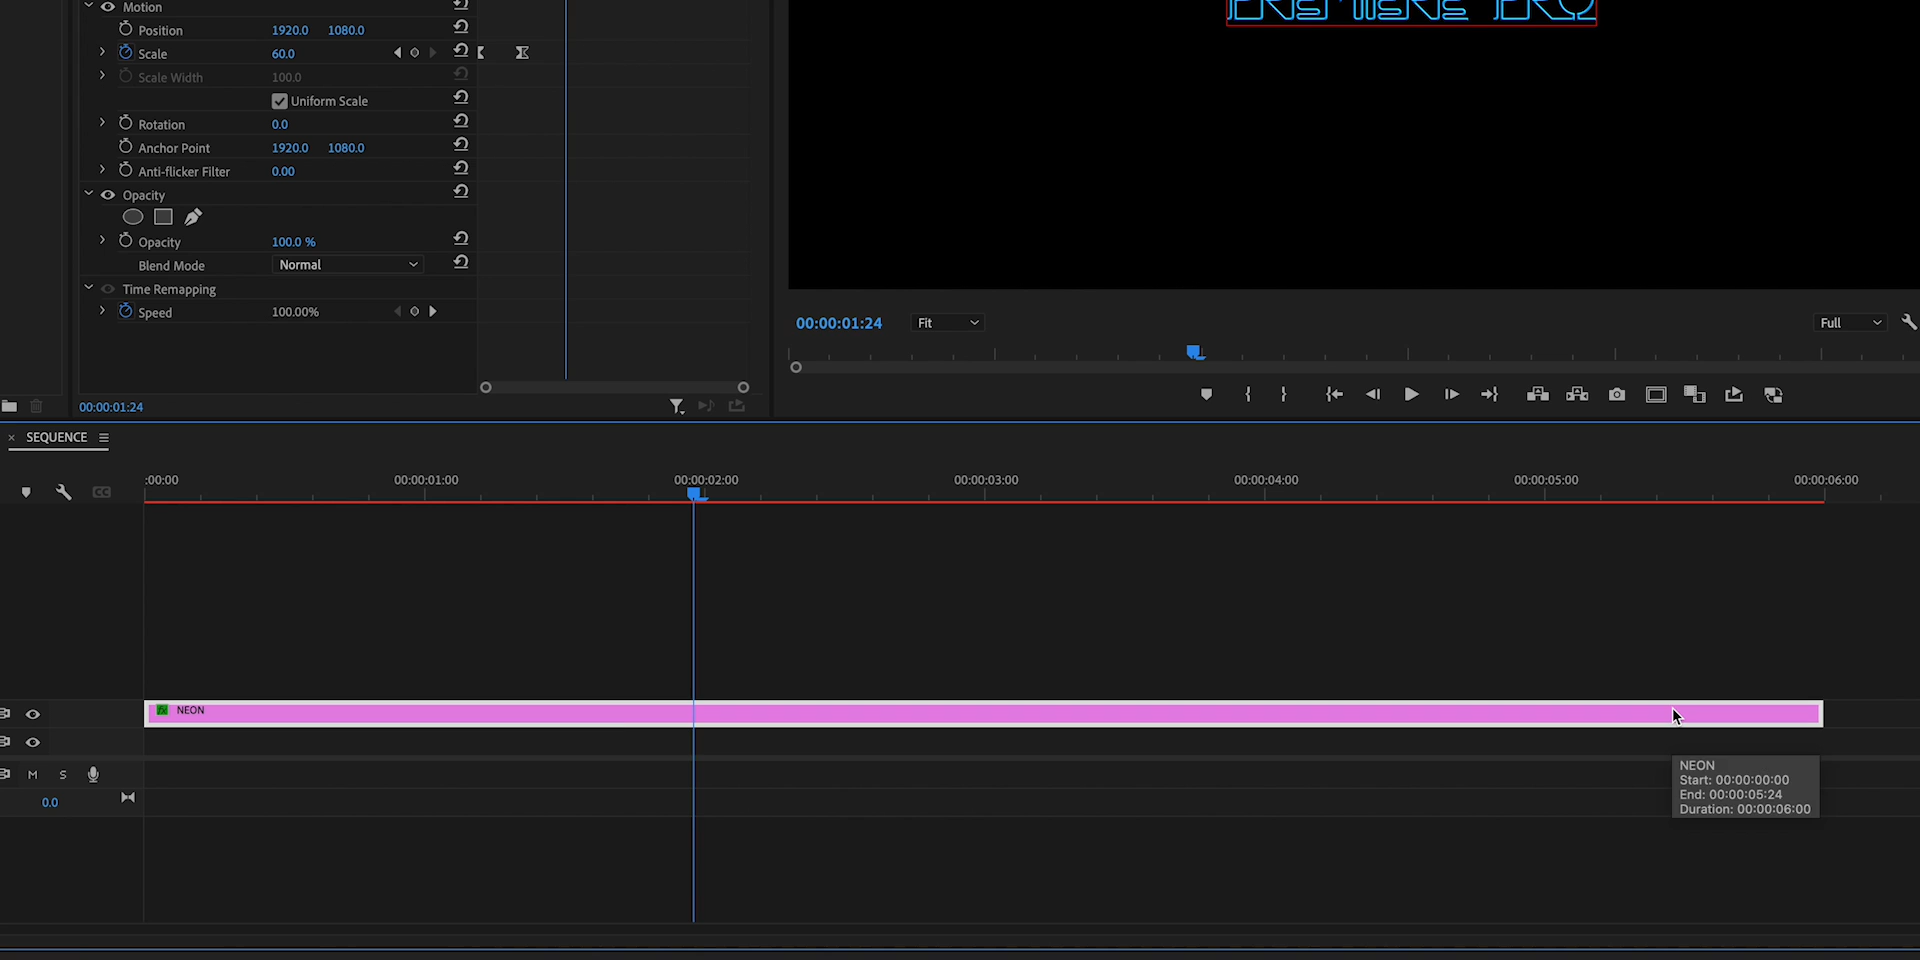 Motion
PREMIERE PRO
Position 1920.0 1080.0
Scale 60.0
Scale Width 100.0
Uniform Scale
Rotation 0.0
Anchor Point 1920.0 1080.0
Anti-flicker Filter 0.00
Opacity
Opacity 100.0 %
Blend Mode Normal
Time Remapping
Speed 100.00%
00:00:01:24 Fit Full
00:00:01:24
× SEQUENCE
:00:00 00:00:01:00 00:00:02:00 00:00:03:00 00:00:04:00 00:00:05:00 00:00:06:00
CC
fx NEON
M S
0.0
NEON
Start: 00:00:00:00
End: 00:00:05:24
Duration: 00:00:06:00